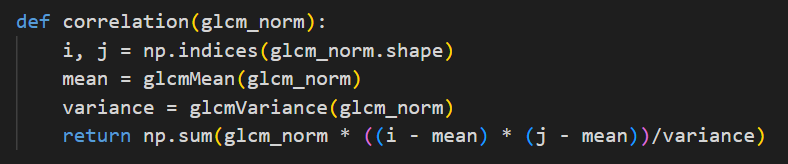 def correlation(glcm_norm):
    i, j = np.indices(glcm_norm.shape)
    mean = glcmMean(glcm_norm)
    variance = glcmVariance(glcm_norm)
    return np.sum(glcm_norm * ((i - mean) * (j - mean))/variance)